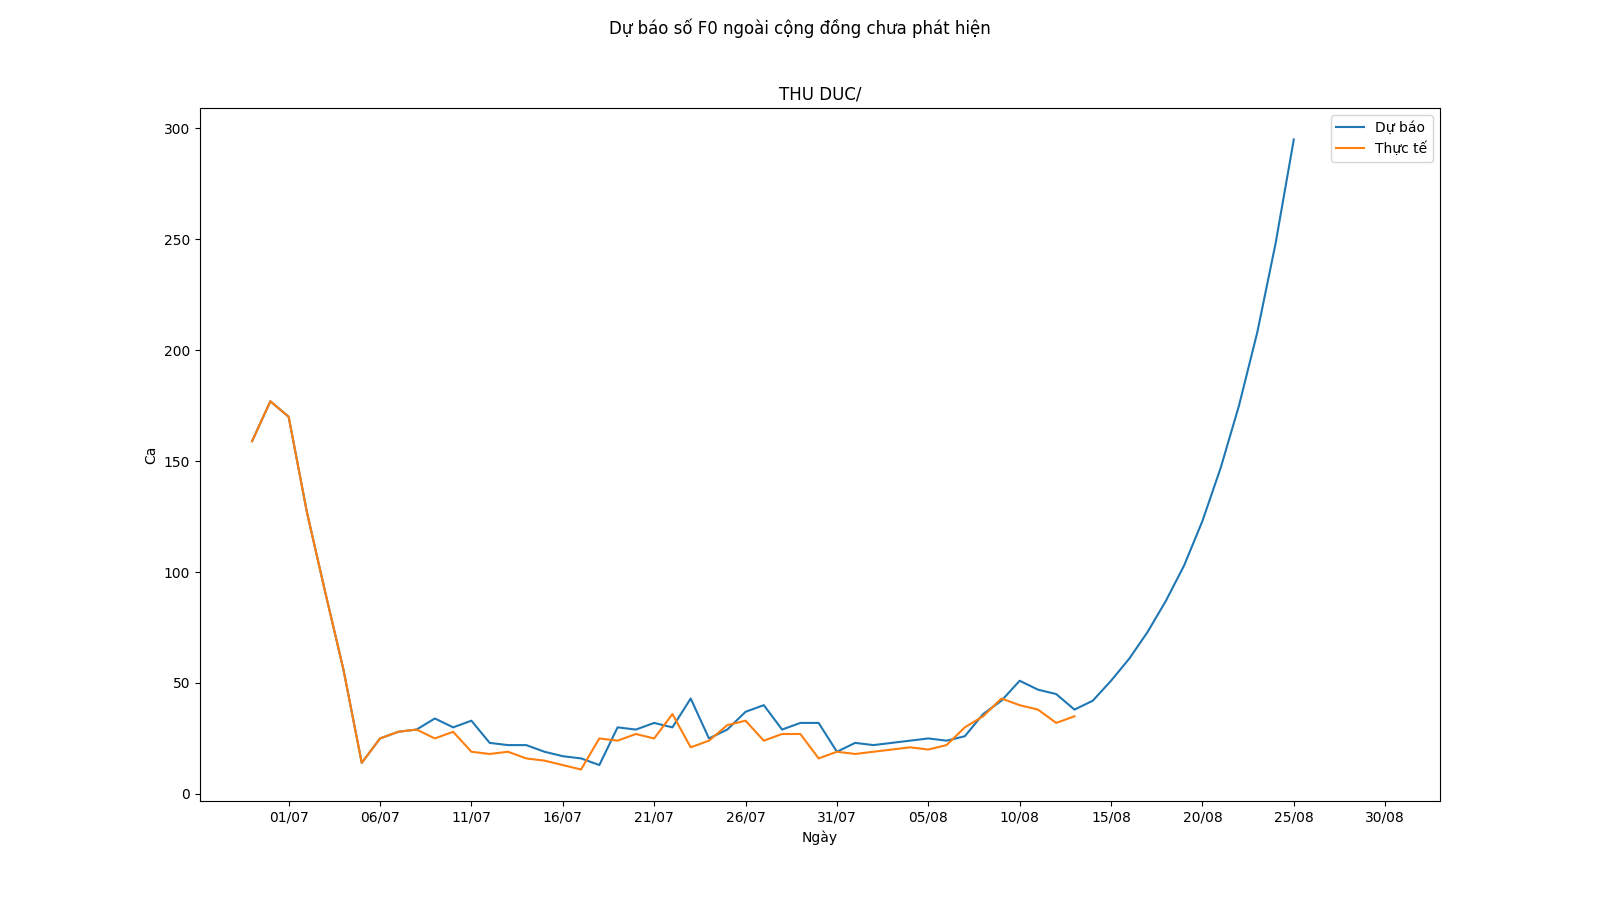 Dự báo số F0 ngoài cộng đồng chưa phát hiện
THU DUC/
Dự báo
Thực tế
300
250
200
150
100
50
0
Ca
01/07 06/07 11/07 16/07 21/07 26/07 31/07 05/08 10/08 15/08 20/08 25/08 30/08
Ngày